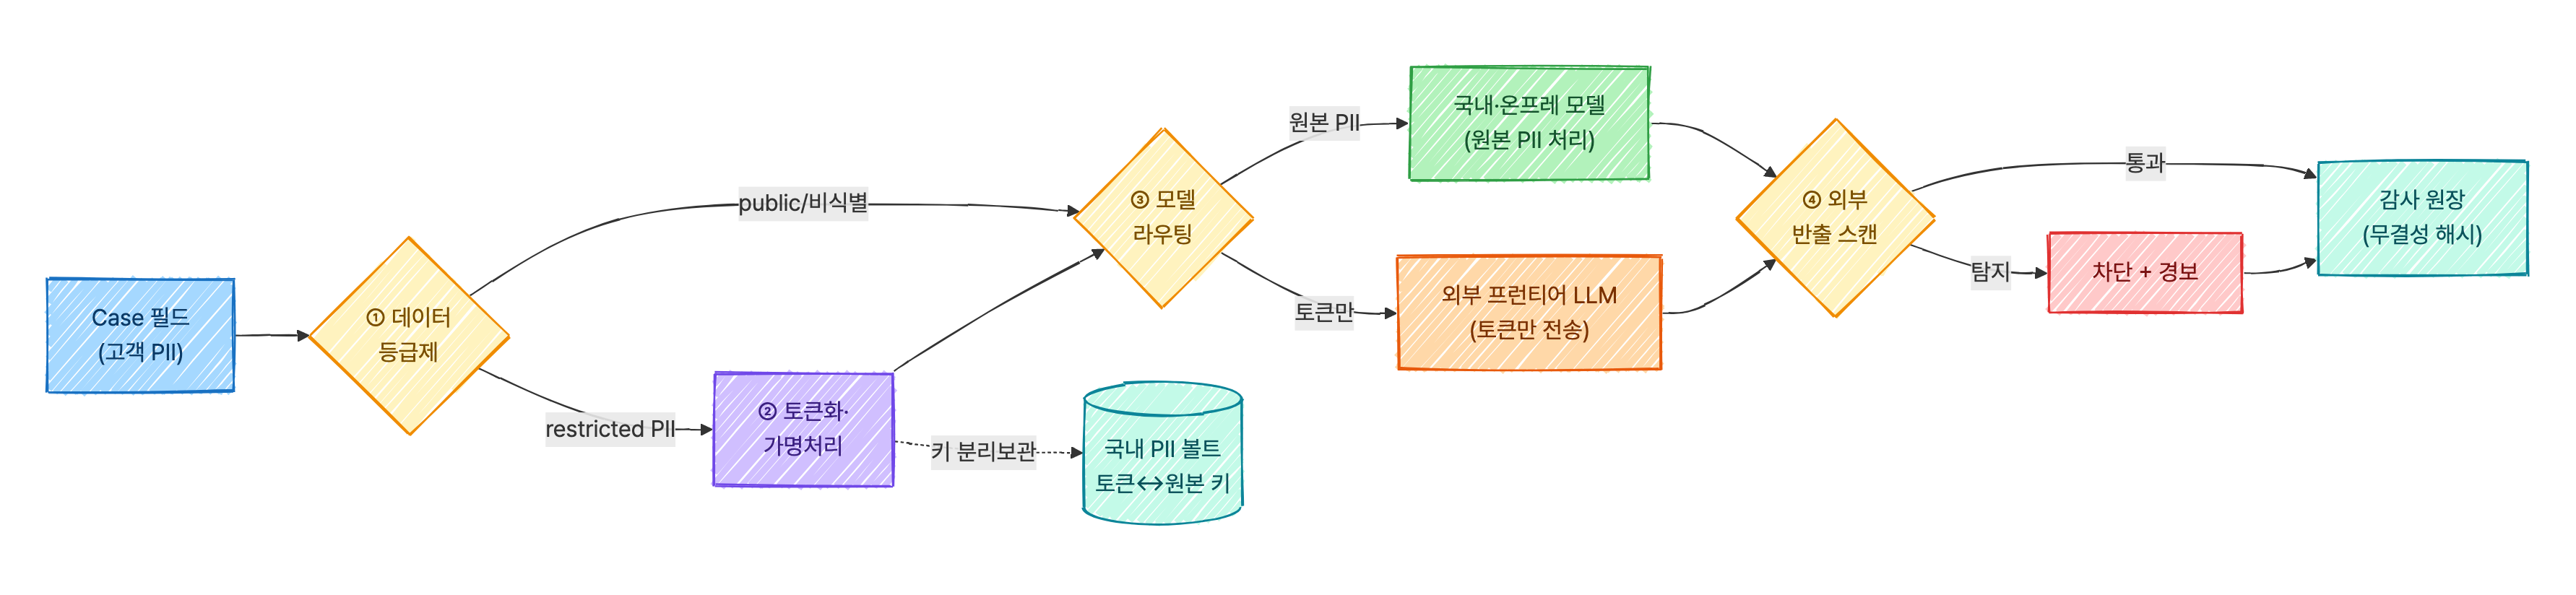 Case 필드
(고객 PII)
① 데이터
등급제
public/비식별
restricted PII
② 토큰화·
가명처리
키 분리보관
국내 PII 볼트
토큰↔원본 키
③ 모델
라우팅
원본 PII
토큰만
국내·온프레 모델
(원본 PII 처리)
외부 프런티어 LLM
(토큰만 전송)
④ 외부
반출 스캔
통과
탐지
차단 + 경보
감사 원장
(무결성 해시)